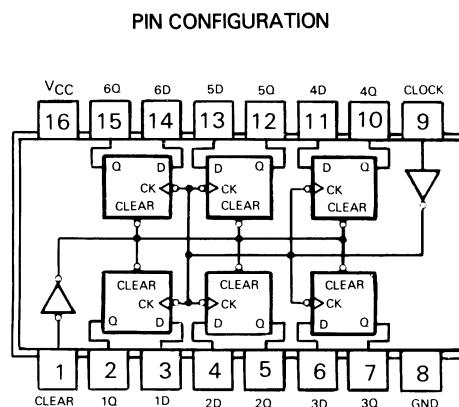 PIN CONFIGURATION
VCC 6Q 6D 5D 5Q 4D 4Q CLOCK
16 15 14 13 12 11 10 9
Q D D Q Q D
CK CK CK
CLEAR CLEAR CLEAR
CLEAR CLEAR CLEAR
CK CK CK
Q D D Q D Q
1 2 3 4 5 6 7 8
CLEAR 1Q 1D 2D 2Q 3D 3Q GND